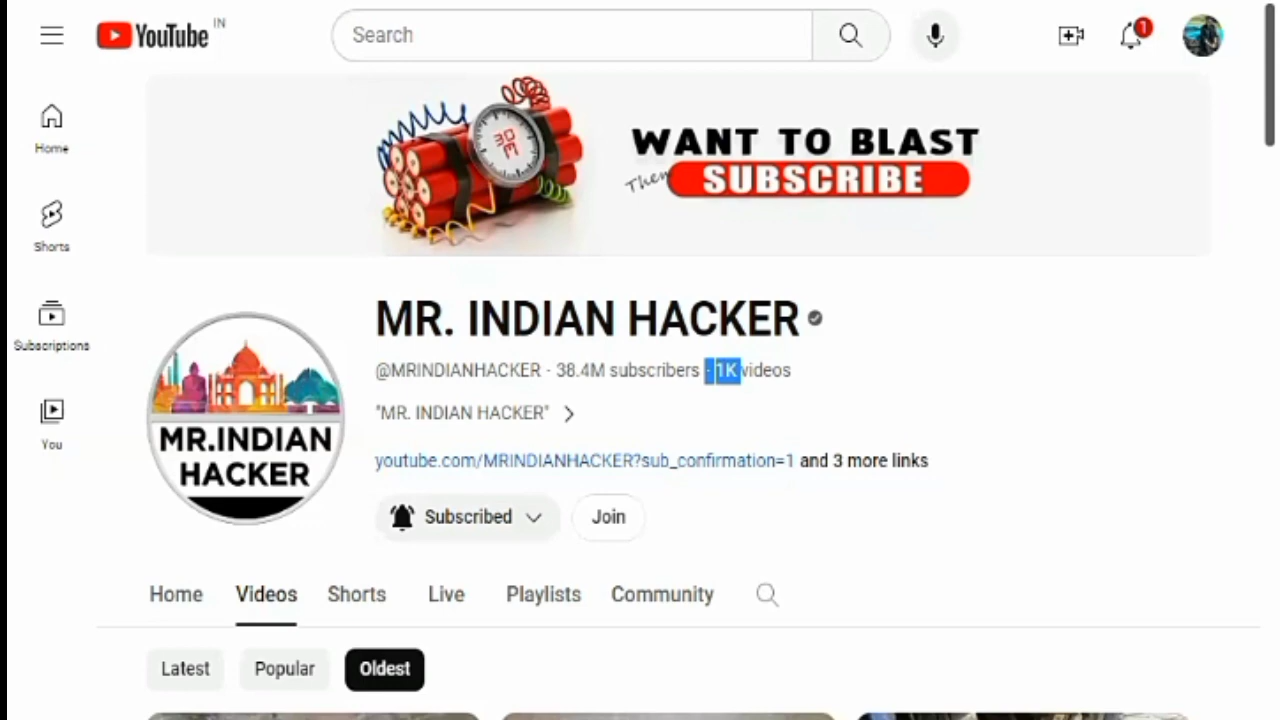 YouTube IN
Search
1
Home
Shorts
Subscriptions
You
WANT TO BLAST
Then SUBSCRIBE
MR.INDIAN
HACKER
MR. INDIAN HACKER
@MRINDIANHACKER · 38.4M subscribers · 1K videos
"MR. INDIAN HACKER"
youtube.com/MRINDIANHACKER?sub_confirmation=1 and 3 more links
Subscribed
Join
Home Videos Shorts Live Playlists Community
Latest Popular Oldest